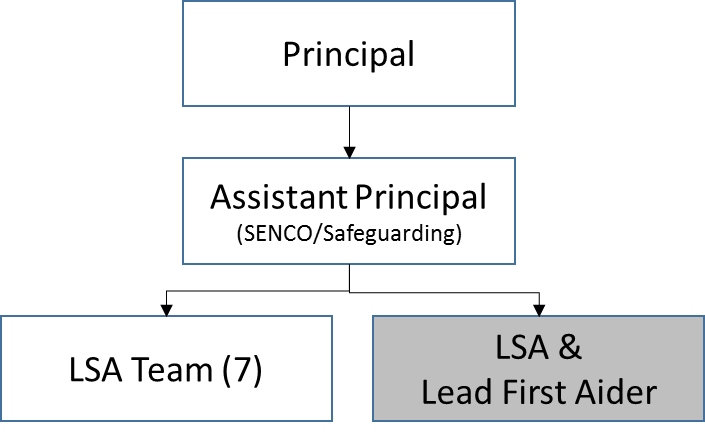 Principal
Assistant Principal
(SENCO/Safeguarding)
LSA Team (7)
LSA &
Lead First Aider